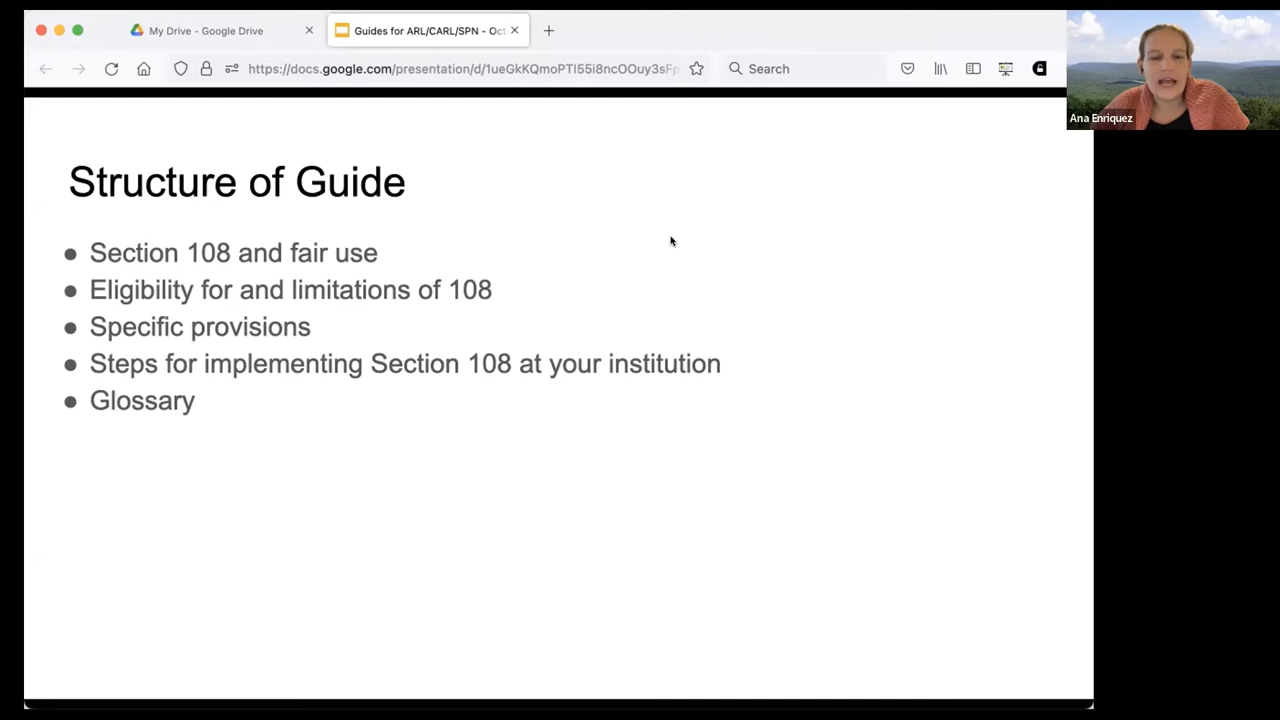 My Drive - Google Drive
Guides for ARL/CARL/SPN - Oct
https://docs.google.com/presentation/d/1ueGkKQmoPTl55i8ncOOuy3sFp
Search
Ana Enriquez
Structure of Guide
● Section 108 and fair use
● Eligibility for and limitations of 108
● Specific provisions
● Steps for implementing Section 108 at your institution
● Glossary